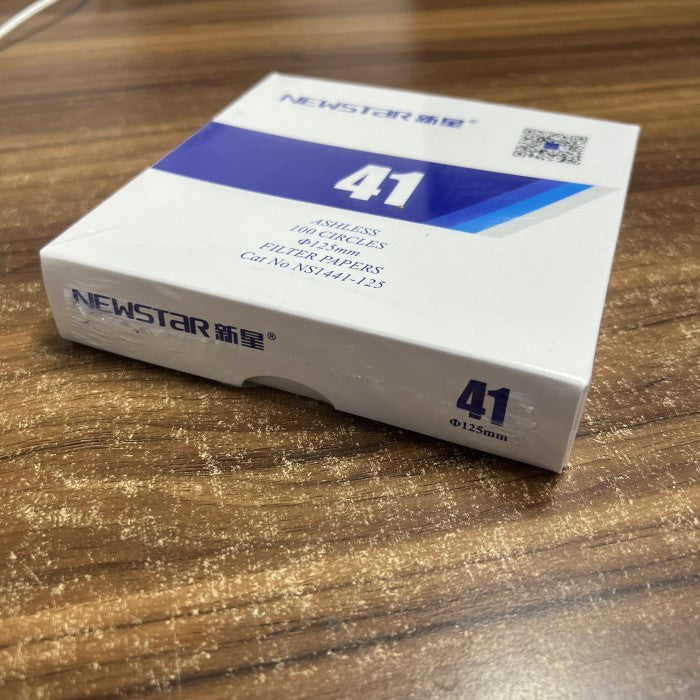 NEWSTAR 新星®
41
ASHLESS
100 CIRCLES
Φ125mm
FILTER PAPERS
Cat No NS1441-125
NEWSTAR 新星®
41
Φ125mm